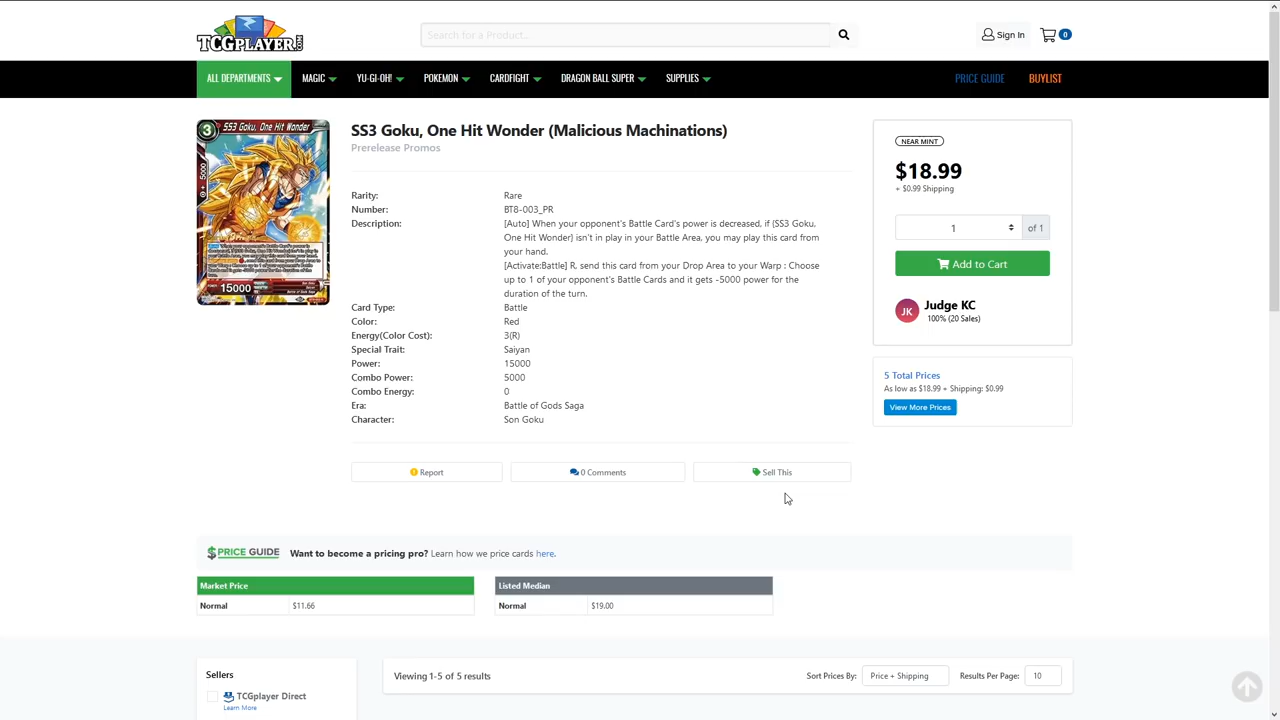 TCGPLAYER.COM
Search for a Product..
Sign In
0
ALL DEPARTMENTS
MAGIC
YU-GI-OH!
POKEMON
CARDFIGHT
DRAGON BALL SUPER
SUPPLIES
PRICE GUIDE
BUYLIST
3
SS3 Goku, One Hit Wonder
15000
SS3 Goku, One Hit Wonder (Malicious Machinations)
Prerelease Promos
Rarity: Rare
Number: BT8-003_PR
Description: [Auto] When your opponent's Battle Card's power is decreased, if {SS3 Goku,
One Hit Wonder} isn't in play in your Battle Area, you may play this card from
your hand.
[Activate:Battle] R, send this card from your Drop Area to your Warp : Choose
up to 1 of your opponent's Battle Cards and it gets -5000 power for the
duration of the turn.
Card Type: Battle
Color: Red
Energy(Color Cost): 3(R)
Special Trait: Saiyan
Power: 15000
Combo Power: 5000
Combo Energy: 0
Era: Battle of Gods Saga
Character: Son Goku
Report
0 Comments
Sell This
NEAR MINT
$18.99
+ $0.99 Shipping
1
of 1
Add to Cart
JK
Judge KC
100% (20 Sales)
5 Total Prices
As low as $18.99 + Shipping: $0.99
View More Prices
$PRICE GUIDE
Want to become a pricing pro? Learn how we price cards here.
Market Price
Normal $11.66
Listed Median
Normal $19.00
Sellers
TCGplayer Direct
Learn More
Viewing 1-5 of 5 results
Sort Prices By: Price + Shipping
Results Per Page: 10